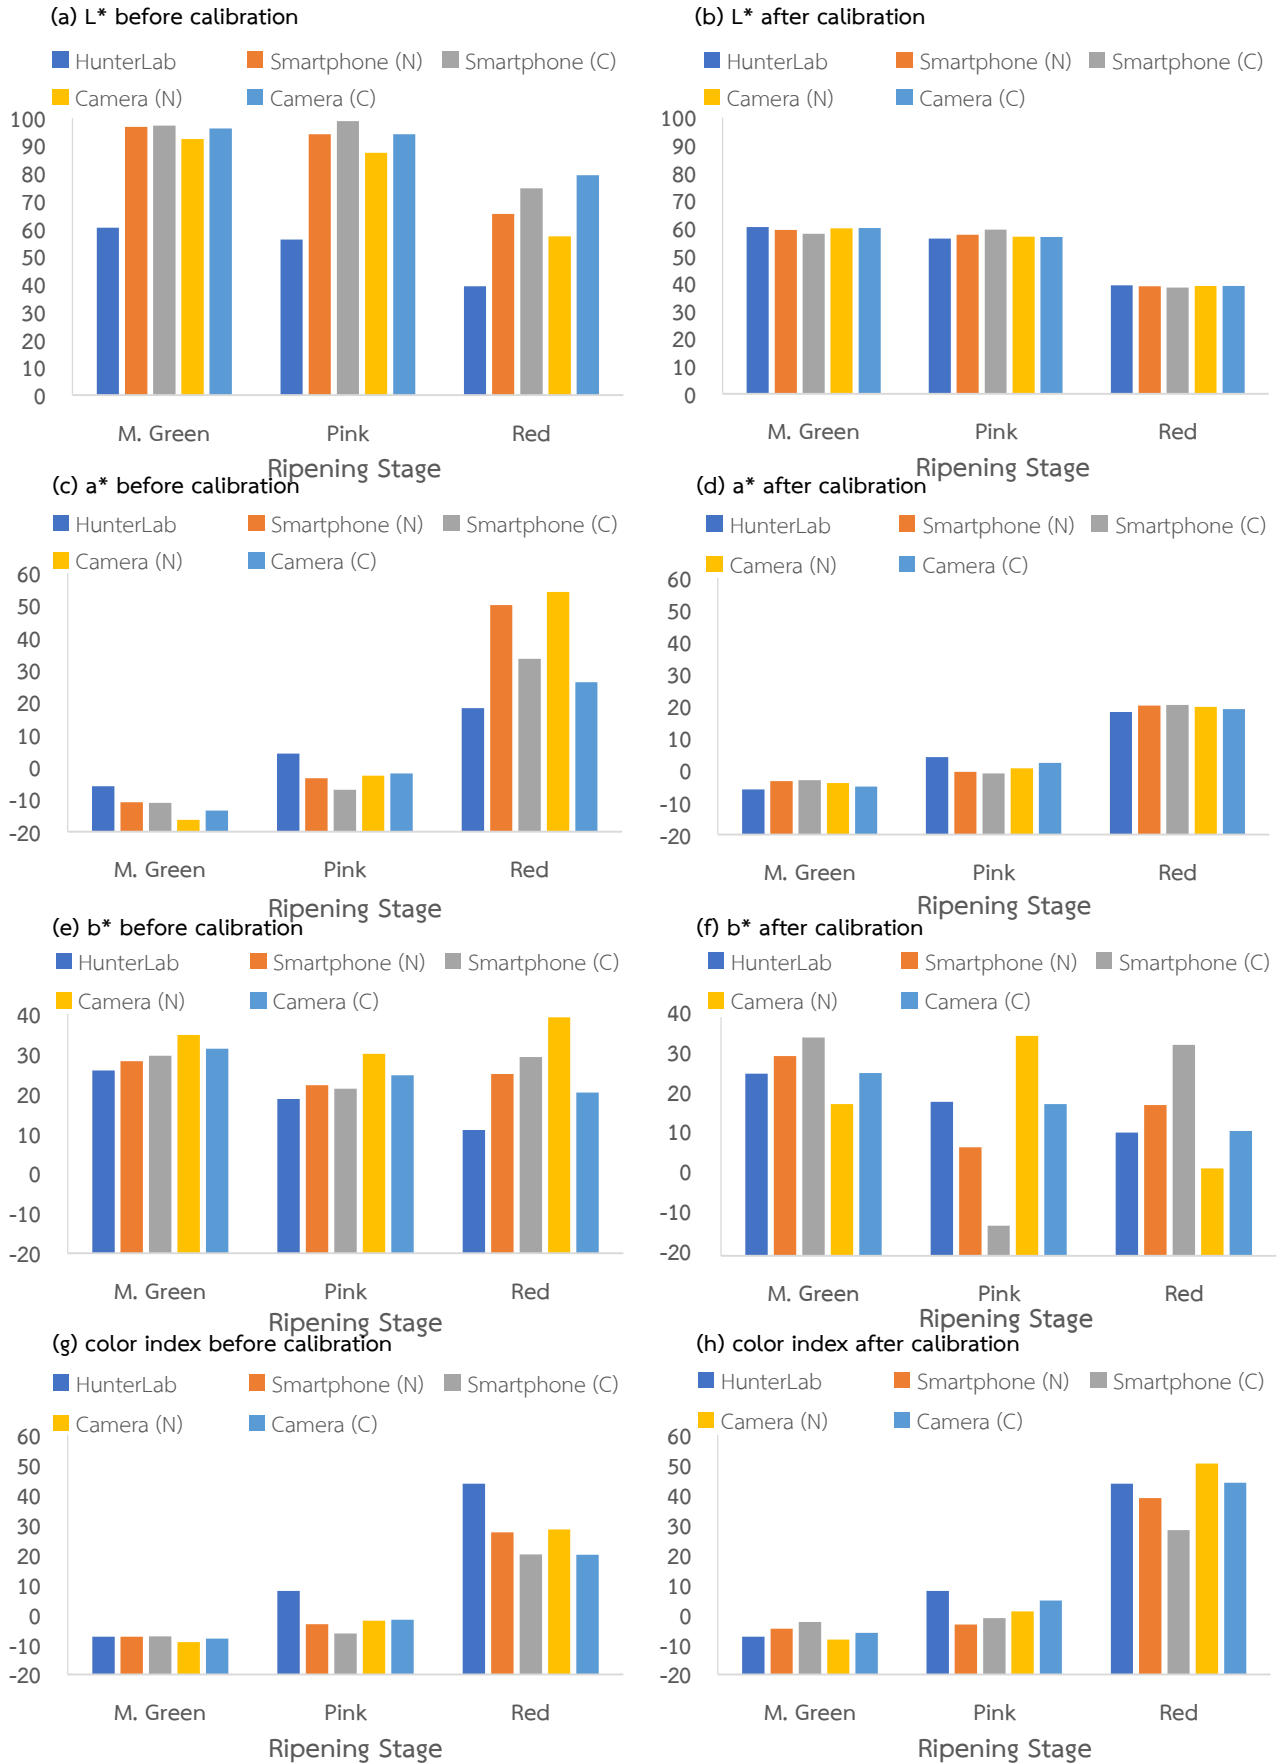 (a) L* before calibration
HunterLab Smartphone (N) Smartphone (C)
Camera (N) Camera (C)
100
90
80
70
60
50
40
30
20
10
0
M. Green Pink Red
Ripening Stage
(b) L* after calibration
HunterLab Smartphone (N) Smartphone (C)
Camera (N) Camera (C)
100
90
80
70
60
50
40
30
20
10
0
M. Green Pink Red
Ripening Stage
(c) a* before calibration
HunterLab Smartphone (N) Smartphone (C)
Camera (N) Camera (C)
60
50
40
30
20
10
0
-10
-20
M. Green Pink Red
Ripening Stage
(d) a* after calibration
HunterLab Smartphone (N) Smartphone (C)
Camera (N) Camera (C)
60
50
40
30
20
10
0
-10
-20
M. Green Pink Red
Ripening Stage
(e) b* before calibration
HunterLab Smartphone (N) Smartphone (C)
Camera (N) Camera (C)
40
30
20
10
0
-10
-20
M. Green Pink Red
Ripening Stage
(f) b* after calibration
HunterLab Smartphone (N) Smartphone (C)
Camera (N) Camera (C)
40
30
20
10
0
-10
-20
M. Green Pink Red
Ripening Stage
(g) color index before calibration
HunterLab Smartphone (N) Smartphone (C)
Camera (N) Camera (C)
60
50
40
30
20
10
0
-10
-20
M. Green Pink Red
Ripening Stage
(h) color index after calibration
HunterLab Smartphone (N) Smartphone (C)
Camera (N) Camera (C)
60
50
40
30
20
10
0
-10
-20
M. Green Pink Red
Ripening Stage